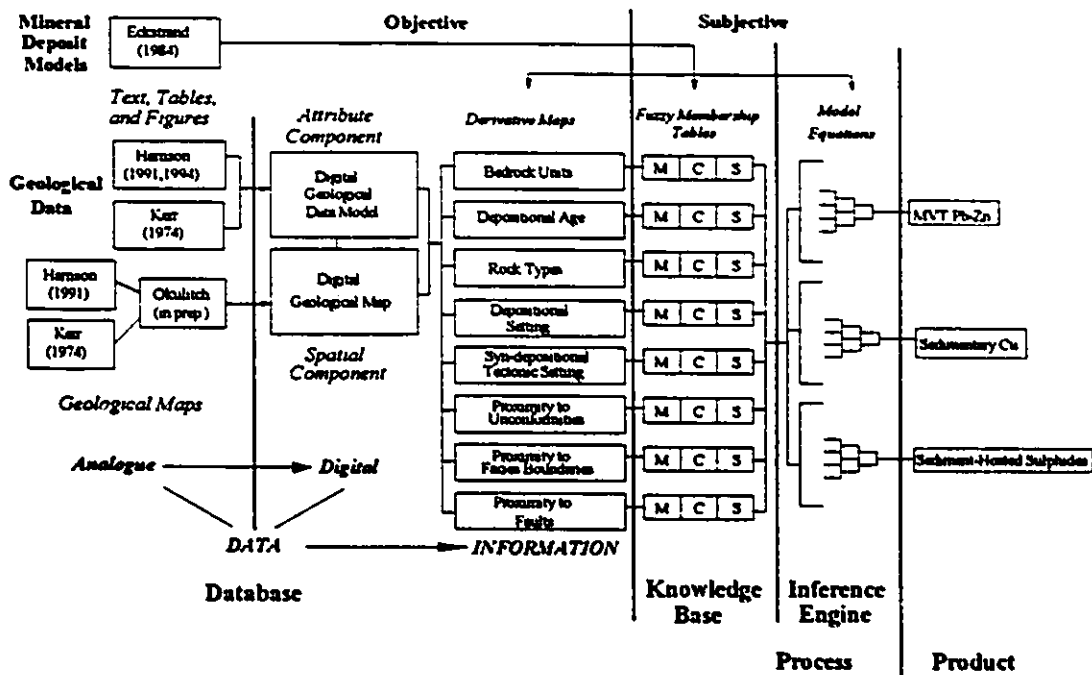 Mineral
Deposit
Models
Eckstrand
(1984)
Objective
Subjective
Text, Tables,
and Figures
Attribute
Component
Derivative Maps
Fuzzy Membership
Tables
Model
Equations
Geological
Data
Harrison
(1991,1994)
Kerr
(1974)
Harrison
(1991)
Kerr
(1974)
Okulitch
(in prep)
Digital
Geological
Data Model
Digital
Geological Map
Spatial
Component
Geological Maps
Bedrock Units
M C S
Depositional Age
M C S
Rock Types
M C S
Depositional
Setting
M C S
Syn-depositional
Tectonic Setting
M C S
Proximity to
Unconformities
M C S
Proximity to
Facies Boundaries
M C S
Proximity to
Faults
M C S
MVT Pb-Zn
Sedimentary Cu
Sediment-Hosted Sulphides
Analogue
Digital
DATA
INFORMATION
Database
Knowledge
Base
Inference
Engine
Process
Product